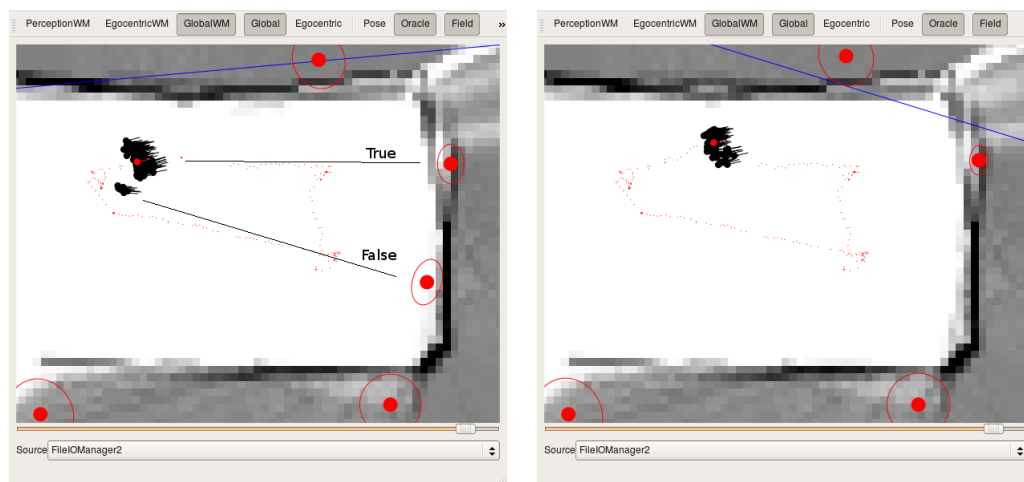 PerceptionWM EgocentricWM GlobalWM Global Egocentric Pose Oracle Field »
True
False
Source FileIOManager2
PerceptionWM EgocentricWM GlobalWM Global Egocentric Pose Oracle Field
Source FileIOManager2